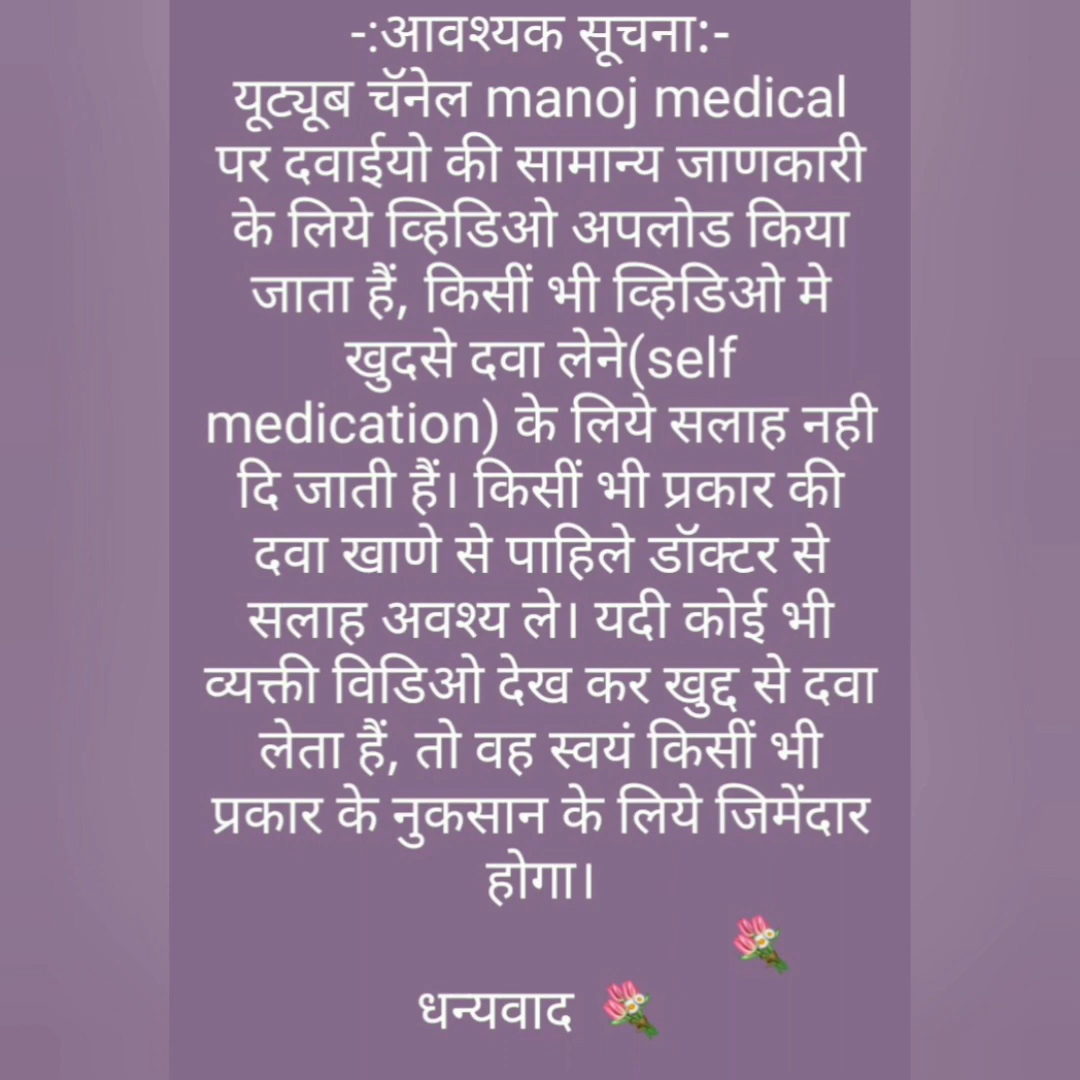 -:आवश्यक सूचना:-
यूट्यूब चॅनेल manoj medical
पर दवाईयो की सामान्य जाणकारी
के लिये व्हिडिओ अपलोड किया
जाता हैं, किसीं भी व्हिडिओ मे
खुदसे दवा लेने(self
medication) के लिये सलाह नही
दि जाती हैं। किसीं भी प्रकार की
दवा खाणे से पाहिले डॉक्टर से
सलाह अवश्य ले। यदी कोई भी
व्यक्ती विडिओ देख कर खुद्द से दवा
लेता हैं, तो वह स्वयं किसीं भी
प्रकार के नुकसान के लिये जिमेंदार
होगा।
धन्यवाद